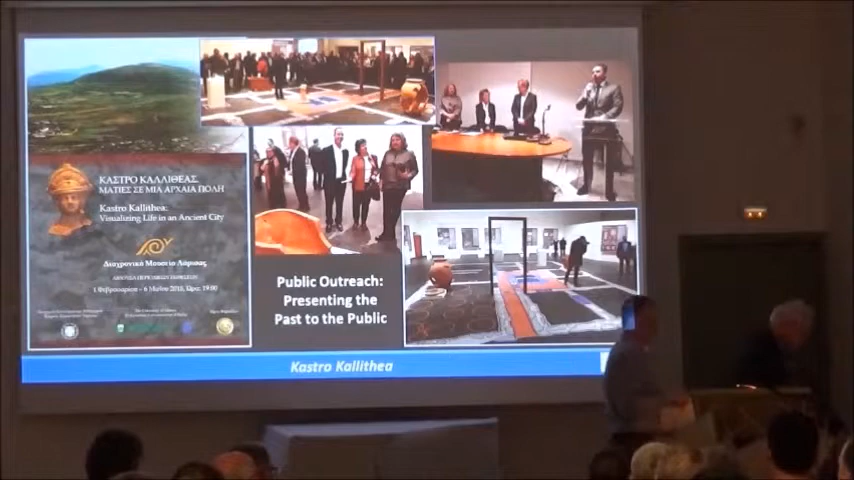 ΚΑΣΤΡΟ ΚΑΛΛΙΘΕΑΣ
ΜΑΤΙΕΣ ΣΕ ΜΙΑ ΑΡΧΑΙΑ ΠΟΛΗ
Kastro Kallithea:
Visualizing Life in an Ancient City
Διαχρονικό Μουσείο Λάρισας
Public Outreach:
Presenting the
Past to the Public
Kastro Kallithea